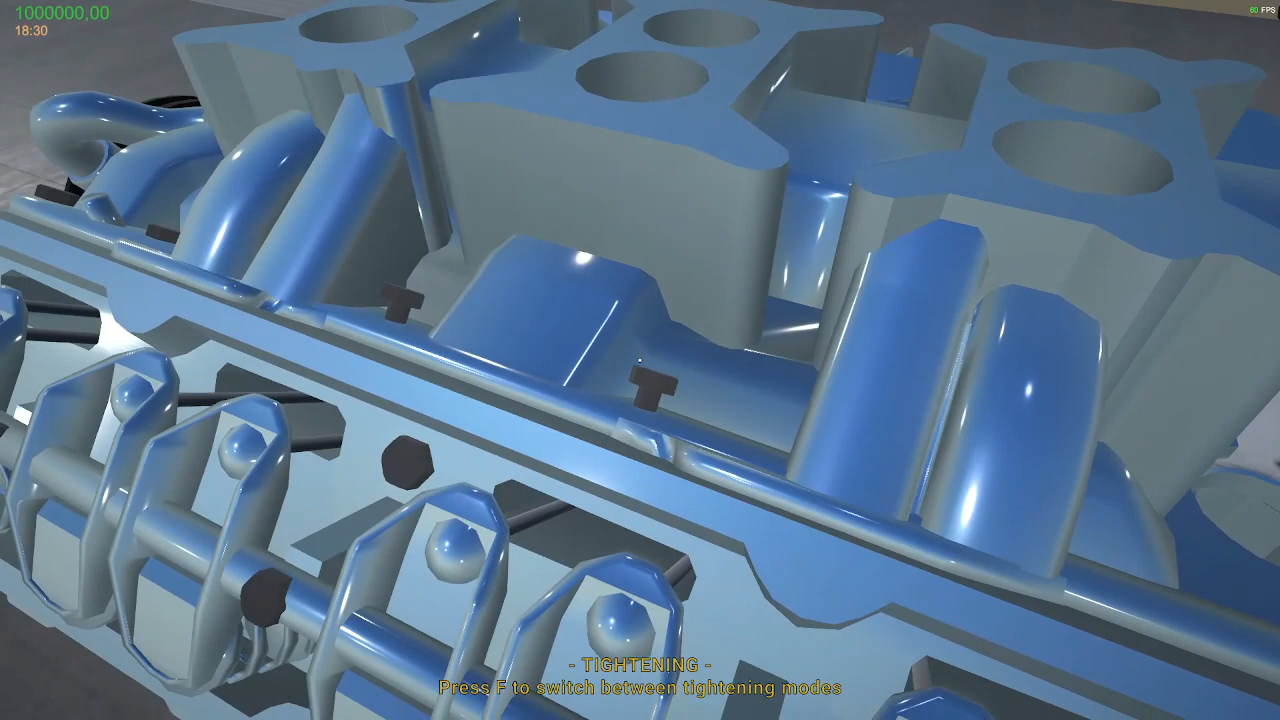 1000000,00
60 FPS
18:30
- TIGHTENING -
Press F to switch between tightening modes